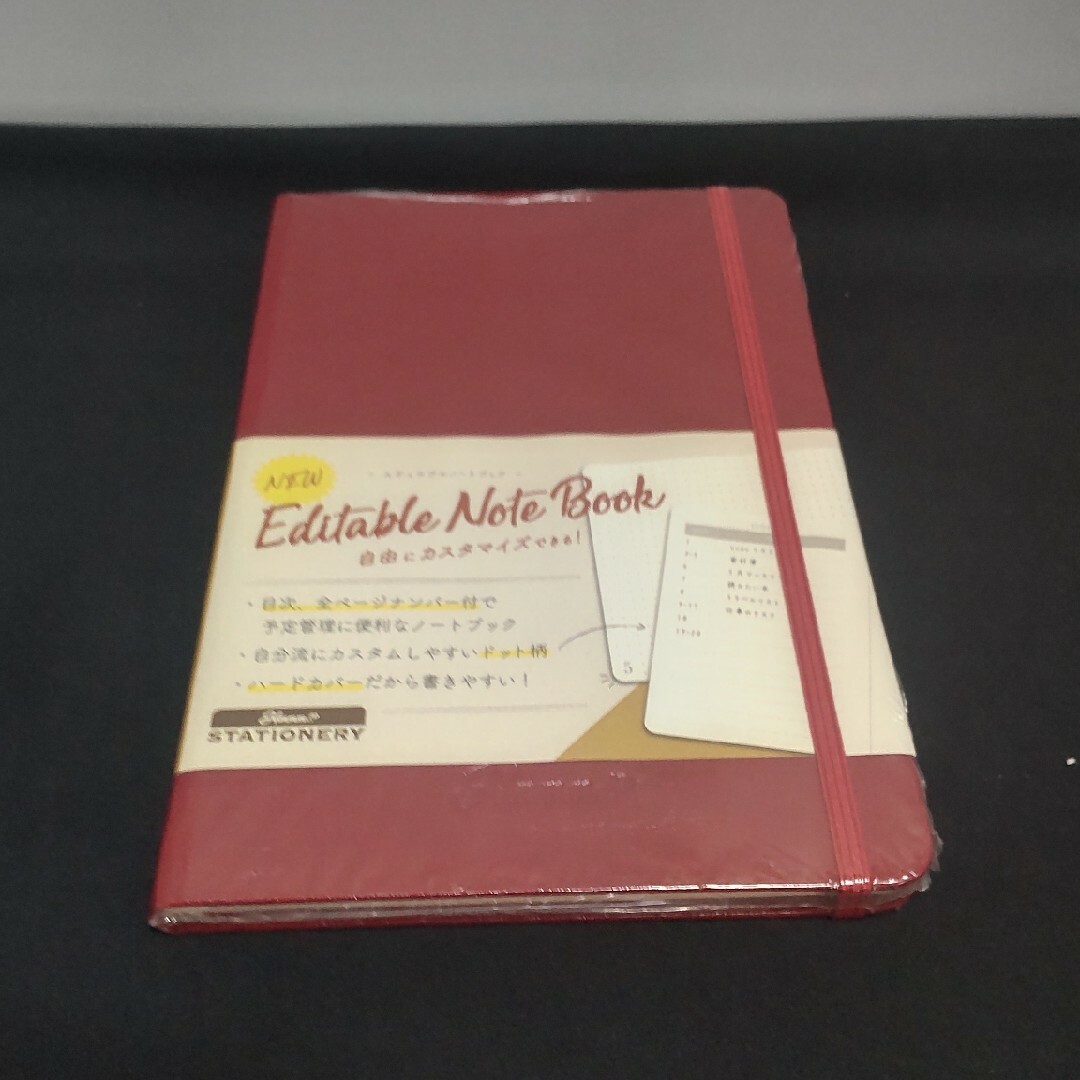 NEW
Editable Note Book
自由にカスタマイズできる!
・目次、全ページナンバー付で
予定管理に便利なノートブック
・自分流にカスタムしやすいドット柄
・ハードカバーだから書きやすい!
STATIONERY
5